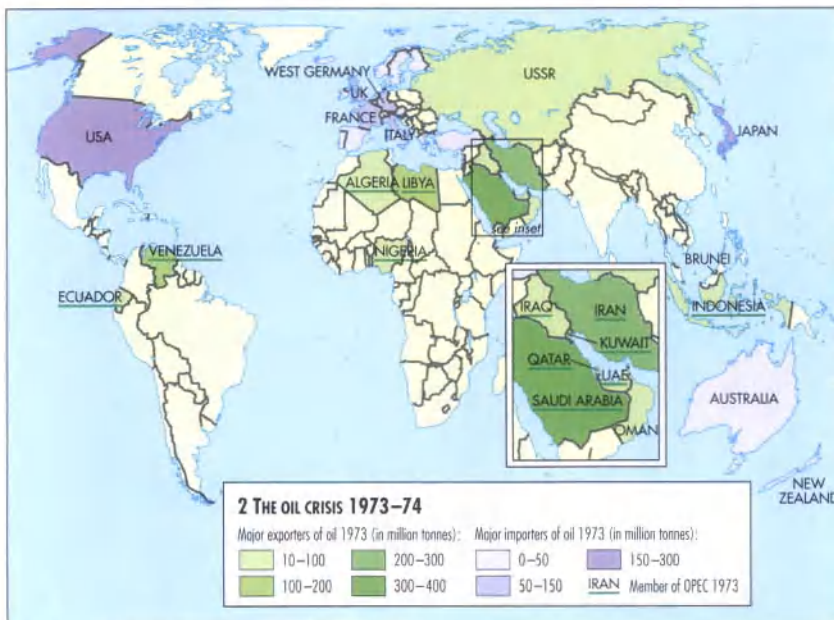 WEST GERMANY
UK
FRANCE
ITALY
USSR
USA
JAPAN
ALGERIA
LIBYA
see inset
VENEZUELA
NIGERIA
BRUNEI
ECUADOR
INDONESIA
IRAQ
IRAN
KUWAIT
QATAR
UAE
SAUDI ARABIA
OMAN
AUSTRALIA
NEW
ZEALAND
2 THE OIL CRISIS 1973–74
Major exporters of oil 1973 (in million tonnes):
10–100
200–300
100–200
300–400
Major importers of oil 1973 (in million tonnes):
0–50
150–300
50–150
IRAN Member of OPEC 1973